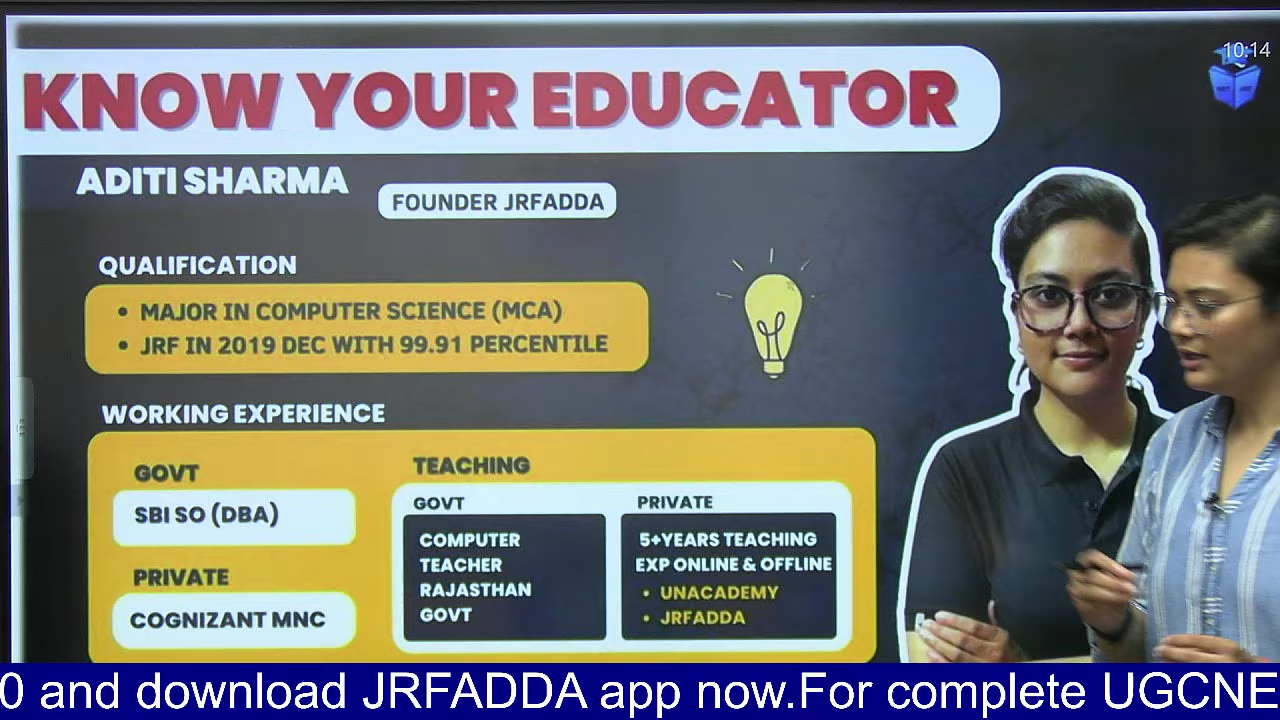 KNOW YOUR EDUCATOR
10:14
ADITI SHARMA
FOUNDER JRFADDA
QUALIFICATION
• MAJOR IN COMPUTER SCIENCE (MCA)
• JRF IN 2019 DEC WITH 99.91 PERCENTILE
WORKING EXPERIENCE
GOVT
SBI SO (DBA)
PRIVATE
COGNIZANT MNC
TEACHING
GOVT
COMPUTER
TEACHER
RAJASTHAN
GOVT
PRIVATE
5+YEARS TEACHING
EXP ONLINE & OFFLINE
• UNACADEMY
• JRFADDA
0 and download JRFADDA app now.For complete UGCNE